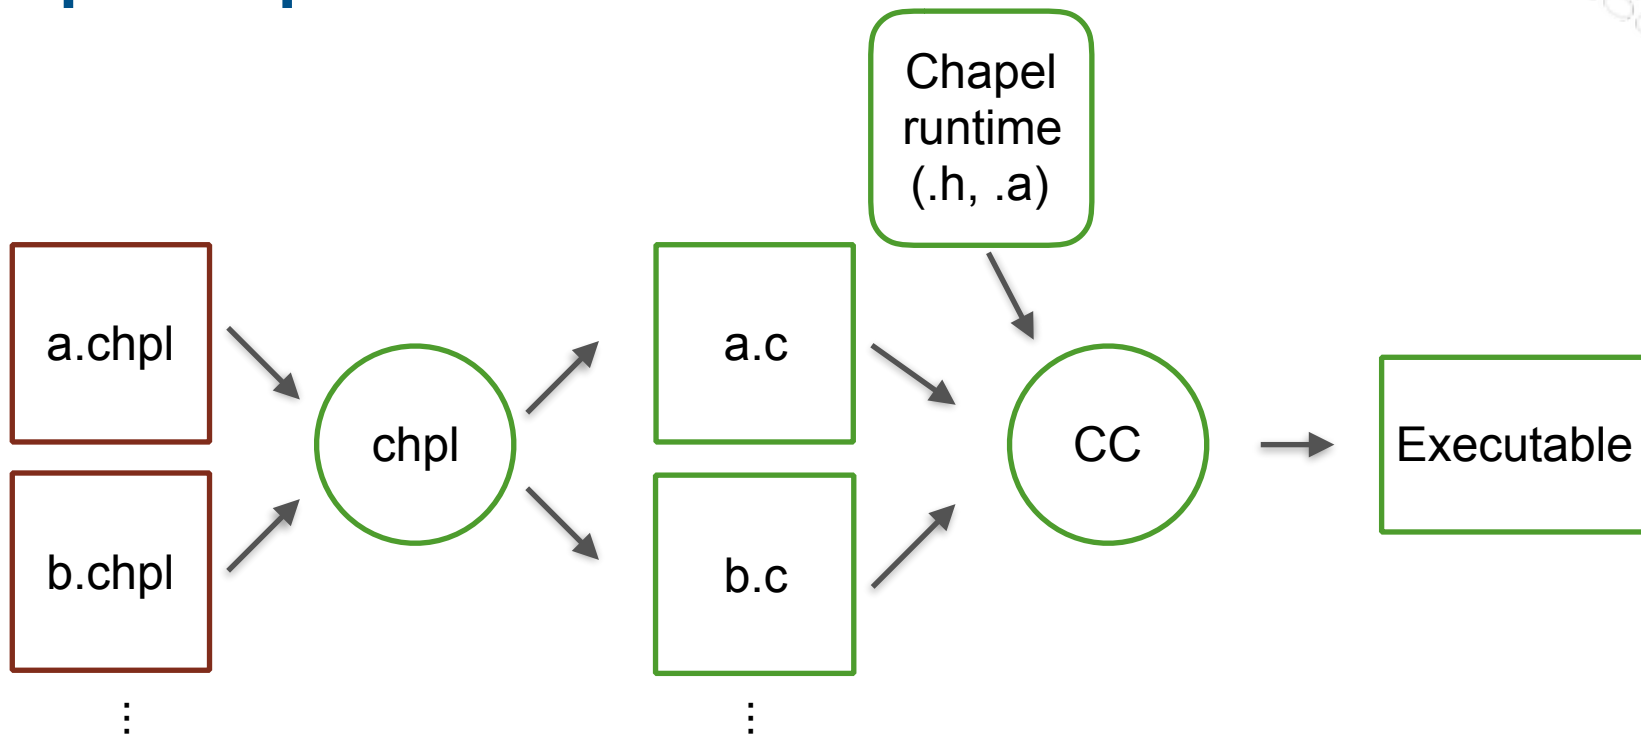 Chapel
runtime
(.h, .a)
a.chpl
a.c
chpl
CC
Executable
b.chpl
b.c
⋮
⋮